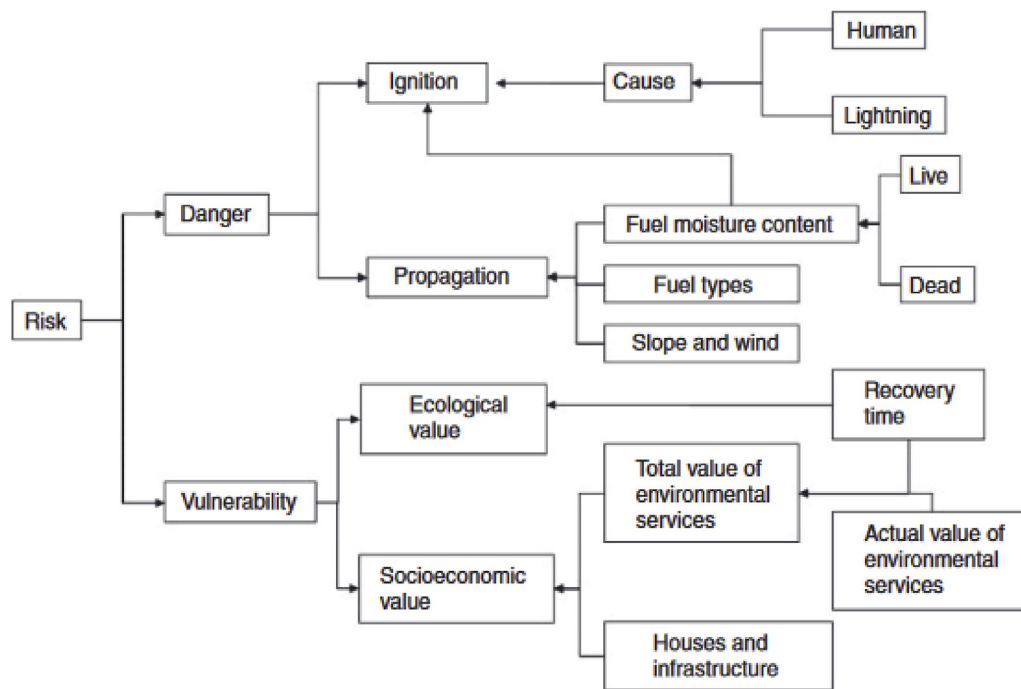 Human
Ignition
Cause
Lightning
Live
Danger
Fuel moisture content
Propagation
Fuel types
Dead
Risk
Slope and wind
Ecological
value
Recovery
time
Total value of
environmental
services
Vulnerability
Actual value of
environmental
services
Socioeconomic
value
Houses and
infrastructure